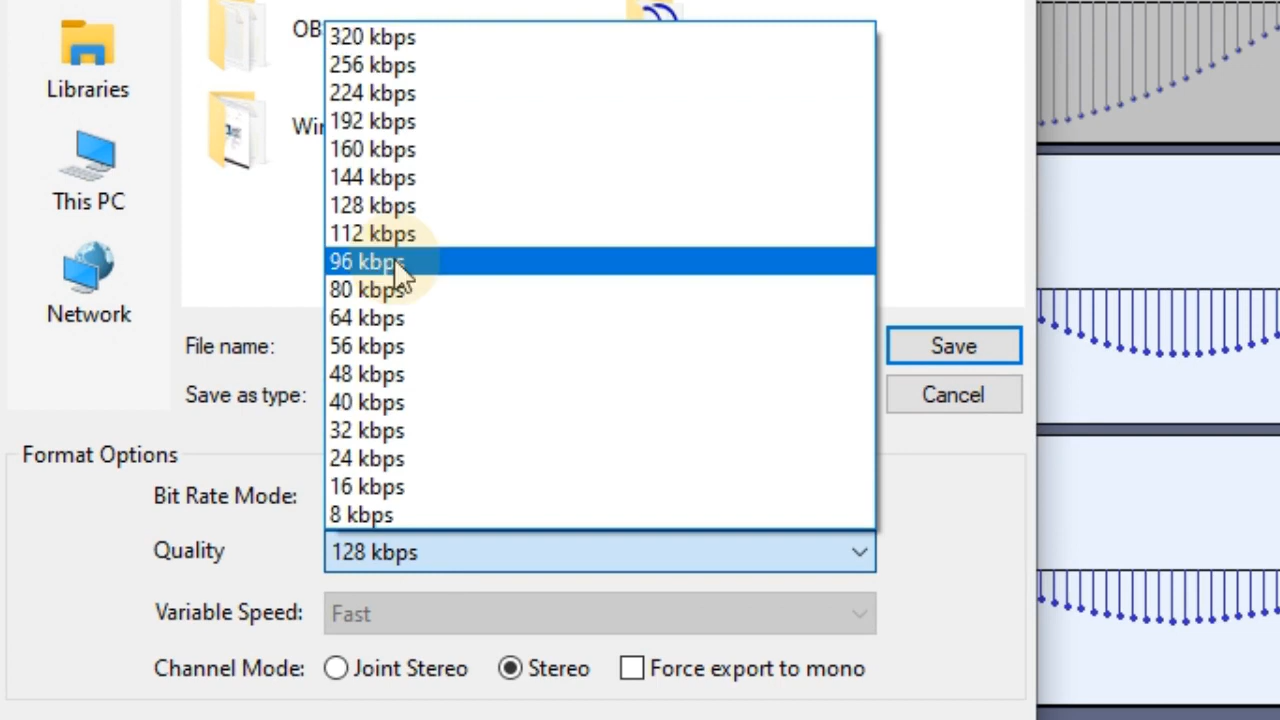 OB
320 kbps
256 kbps
Libraries
224 kbps
192 kbps
Win
160 kbps
144 kbps
This PC
128 kbps
112 kbps
96 kbps
80 kbps
Network
64 kbps
File name:
56 kbps
Save
48 kbps
Save as type:
40 kbps
Cancel
32 kbps
Format Options
24 kbps
Bit Rate Mode:
16 kbps
8 kbps
Quality
128 kbps
Variable Speed:
Fast
Channel Mode:
Joint Stereo
Stereo
Force export to mono